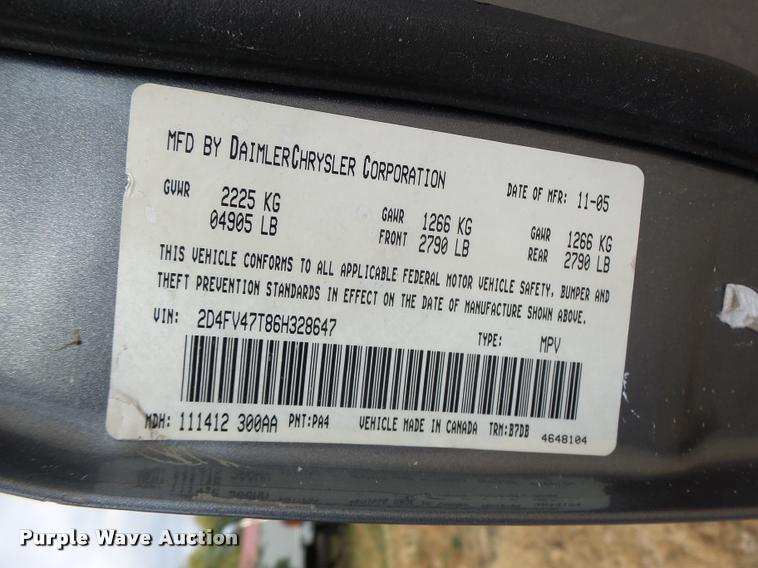 MFD BY DAIMLERCHRYSLER CORPORATION DATE OF MFR: 11-05
GVWR 2225 KG GAWR 1266 KG GAWR 1266 KG
04905 LB FRONT 2790 LB REAR 2790 LB
THIS VEHICLE CONFORMS TO ALL APPLICABLE FEDERAL MOTOR VEHICLE SAFETY, BUMPER AND
THEFT PREVENTION STANDARDS IN EFFECT ON THE DATE OF MANUFACTURE SHOWN ABOVE.
VIN: 2D4FV47T86H328647 TYPE: MPV
MDH: 111412 300AA PNT:PA4 VEHICLE MADE IN CANADA TRM:B7DB 4648104
Purple Wave Auction